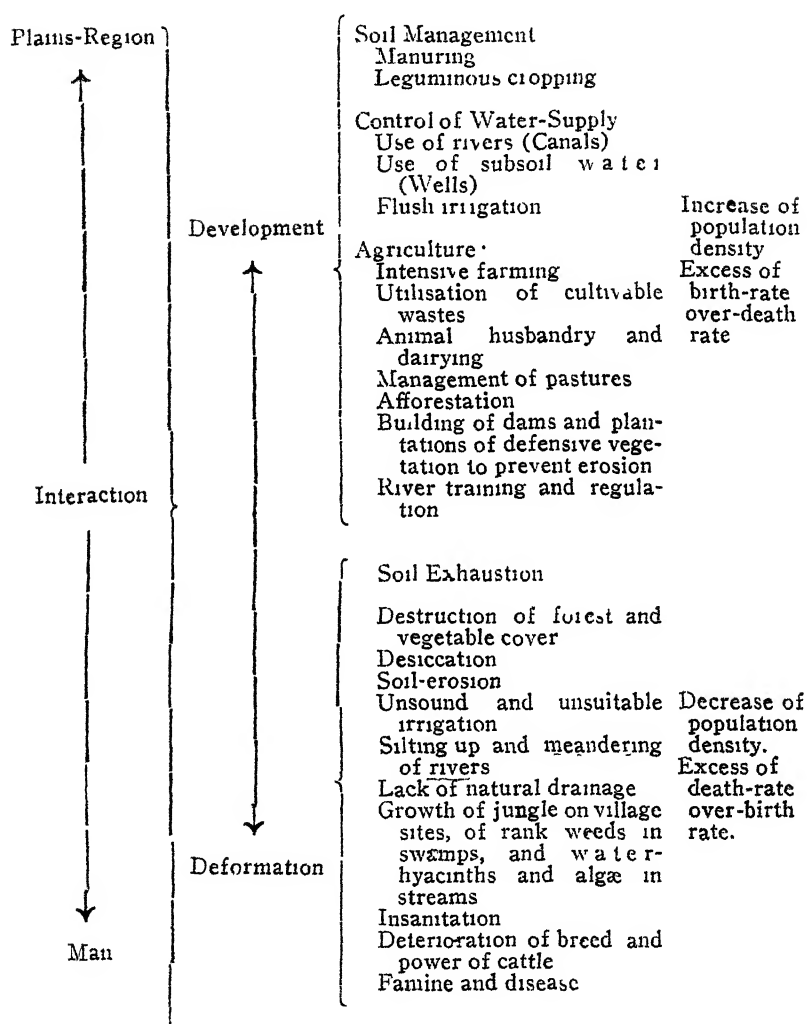 Plains-Region
Interaction
Man
Development
Deformation
Soil Management
Manuring
Leguminous cropping
Control of Water-Supply
Use of rivers (Canals)
Use of subsoil water
(Wells)
Flush irrigation
Agriculture·
Intensive farming
Utilisation of cultivable
wastes
Animal husbandry and
dairying
Management of pastures
Afforestation
Building of dams and plan-
tations of defensive vege-
tation to prevent erosion
River training and regula-
tion
Increase of
population
density
Excess of
birth-rate
over-death
rate
Soil Exhaustion
Destruction of forest and
vegetable cover
Desiccation
Soil-erosion
Unsound and unsuitable
irrigation
Silting up and meandering
of rivers
Lack of natural drainage
Growth of jungle on village
sites, of rank weeds in
swamps, and water-
hyacinths and algæ in
streams
Insanitation
Deterioration of breed and
power of cattle
Famine and disease
Decrease of
population
density.
Excess of
death-rate
over-birth
rate.